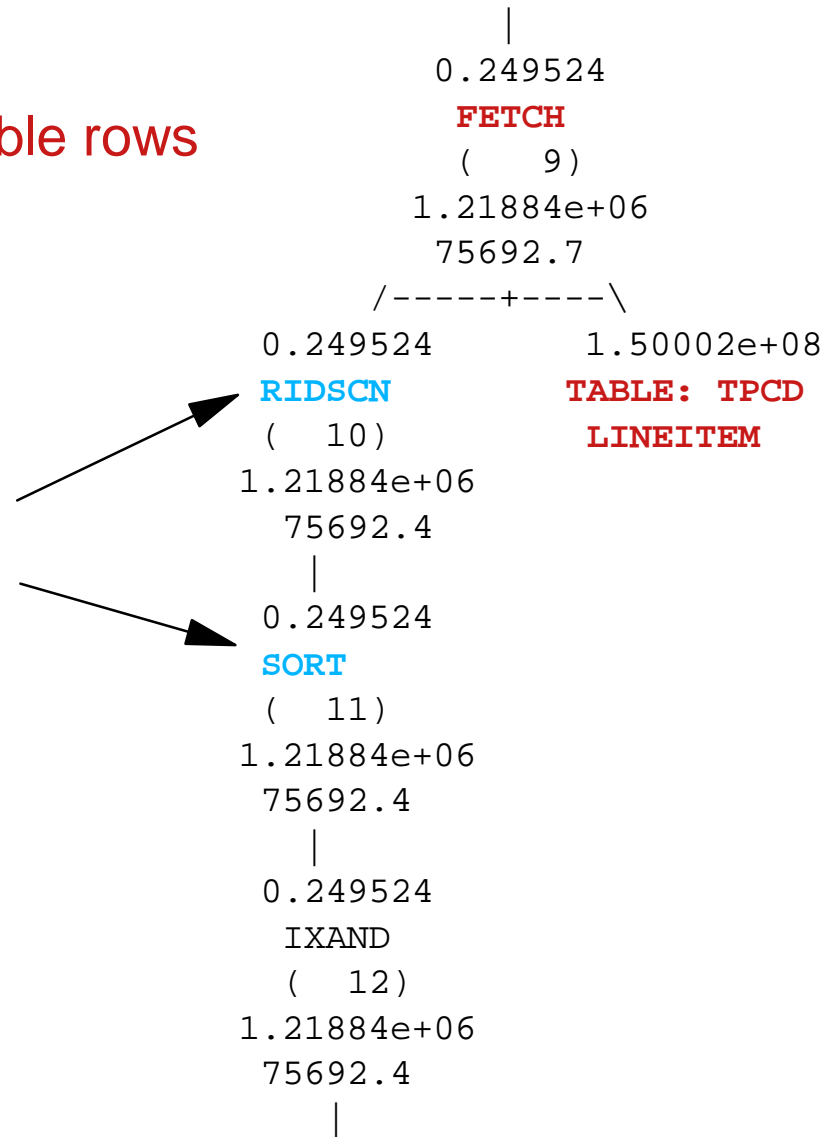 |
0.249524
FETCH
ble rows
( 9)
1.21884e+06
75692.7
/-----+----\
0.249524 1.50002e+08
RIDSCN TABLE: TPCD
( 10) LINEITEM
1.21884e+06
75692.4
|
0.249524
SORT
( 11)
1.21884e+06
75692.4
|
0.249524
IXAND
( 12)
1.21884e+06
75692.4
|